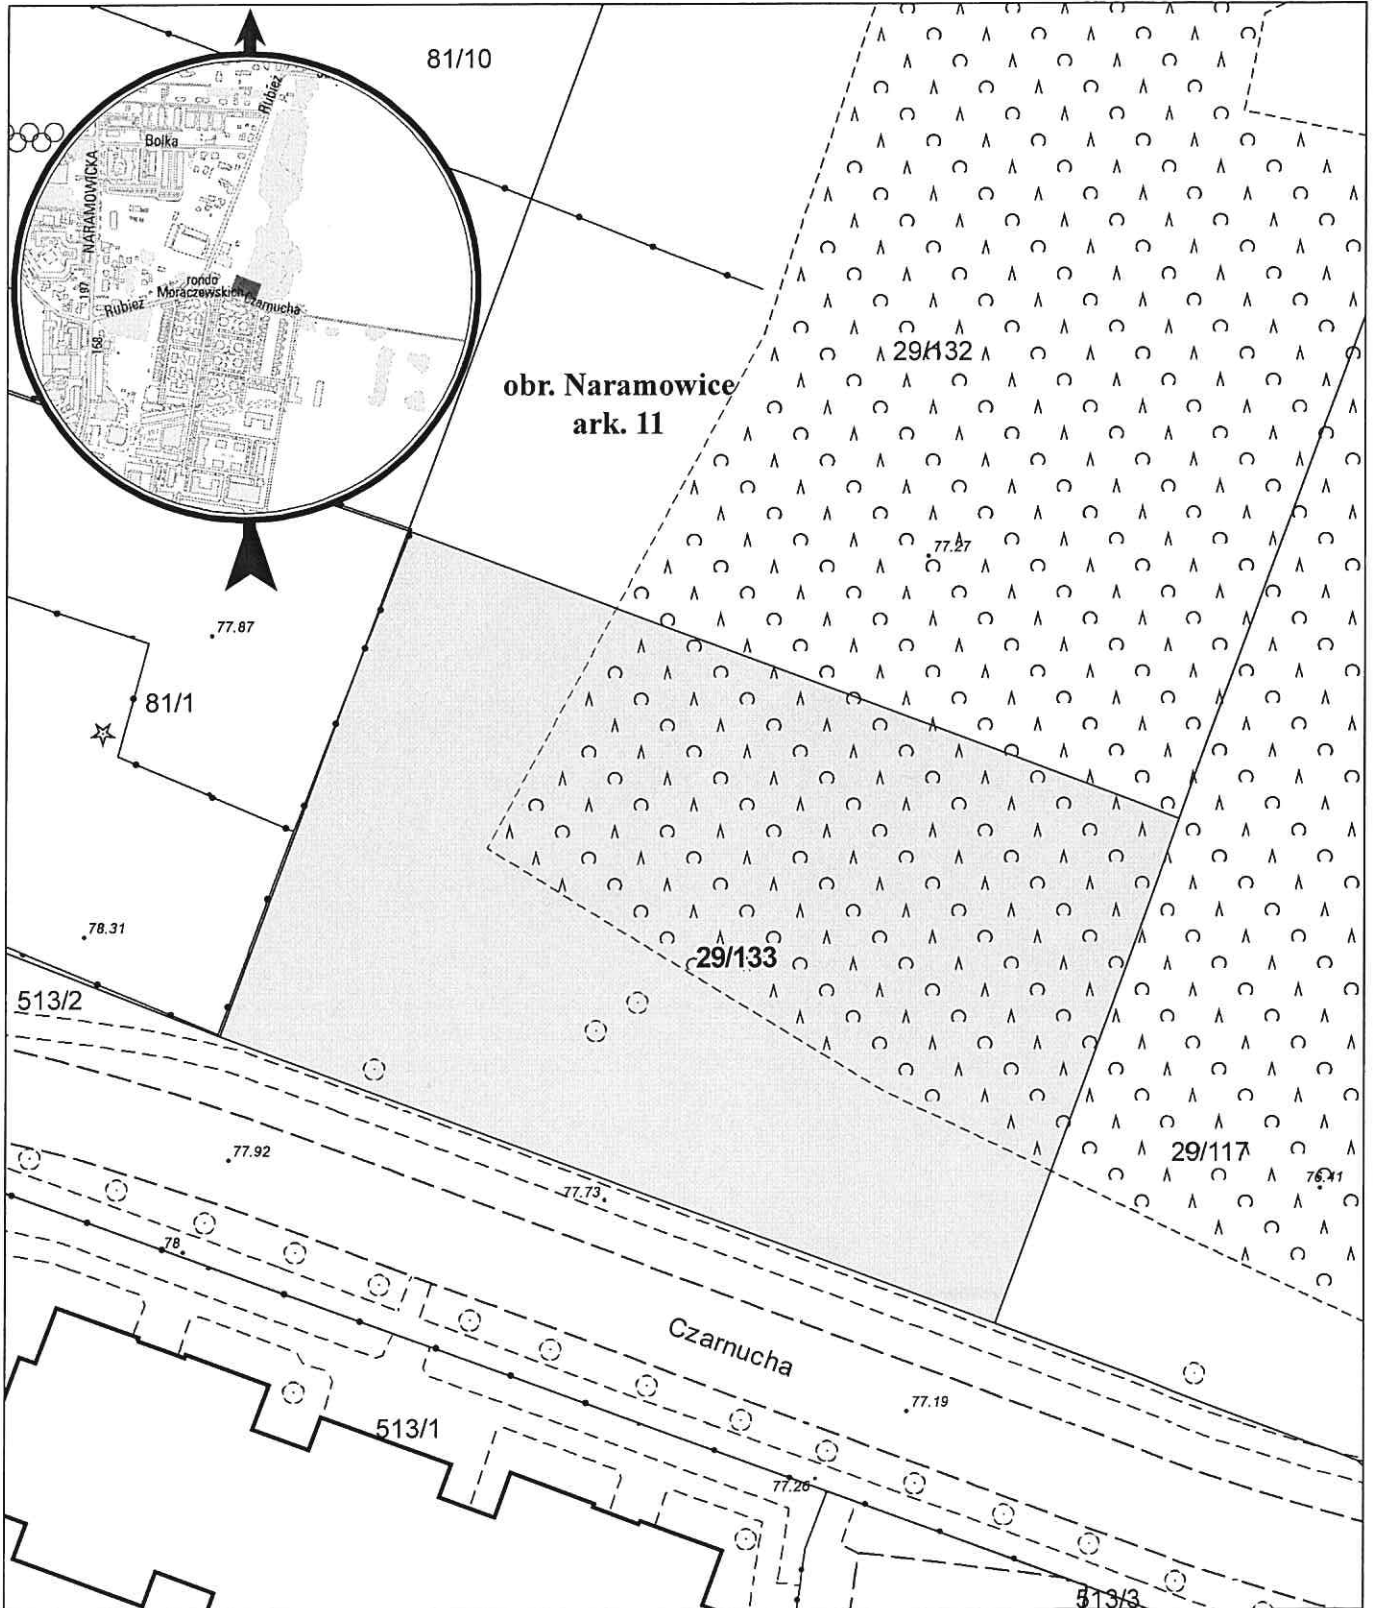 81/10
Rubież
Bolka
NARAMOWICKA
197
rondo
Moraczewskich
Czarnucha
Rubież
168
29/132
obr. Naramowice
ark. 11
77.27
77.87
81/1
78.31
29/133
513/2
77.92
29/117
76.41
77.73
78
Czarnucha
77.19
513/1
77.26
513/3